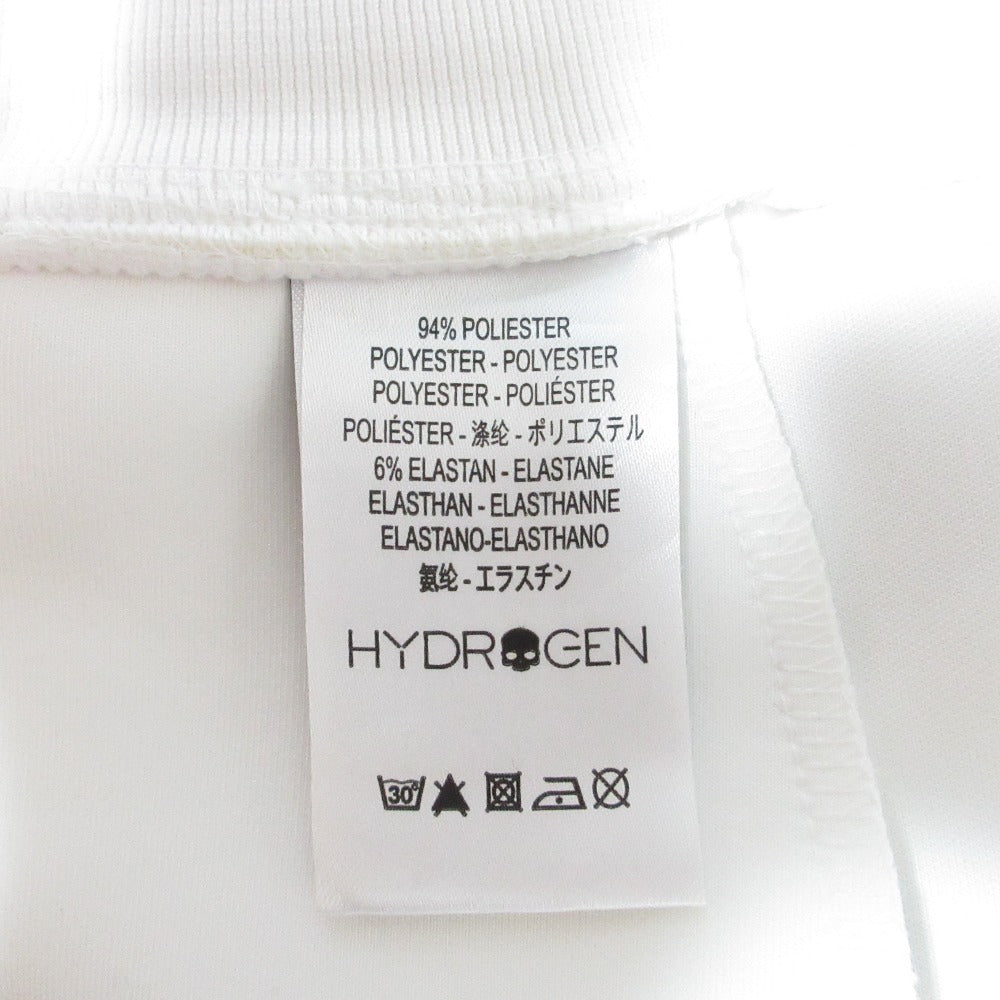 94% POLIESTER
POLYESTER - POLYESTER
POLYESTER - POLIÉSTER
POLIÉSTER - 涤纶 - ポリエステル
6% ELASTAN - ELASTANE
ELASTHAN - ELASTHANNE
ELASTANO-ELASTHANO
氨纶 - エラスチン
HYDROGEN
30°